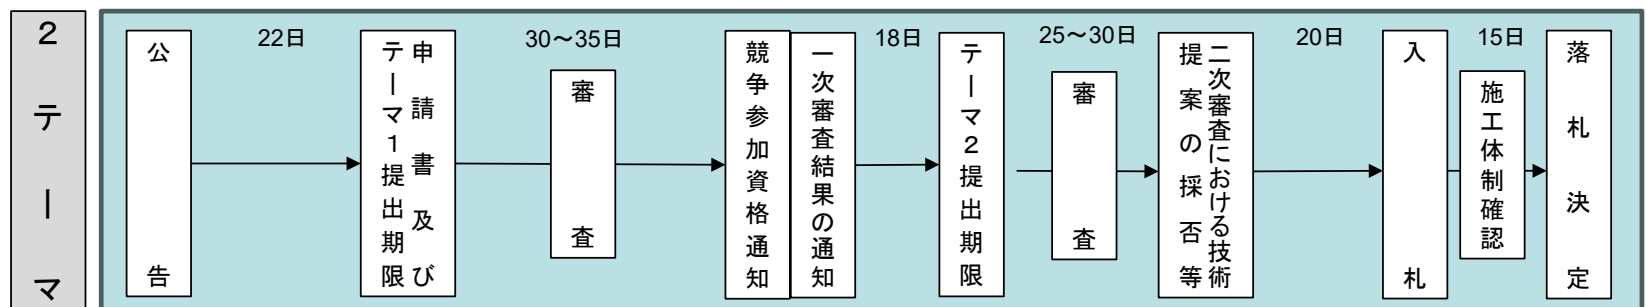 2テーマ
公告
22日
申請書及び
テーマ1提出期限
30～35日
審査
競争参加資格通知
一次審査結果の通知
18日
テーマ2提出期限
25～30日
審査
二次審査における技術
提案の採否等
20日
入札
15日
施工体制確認
落札決定